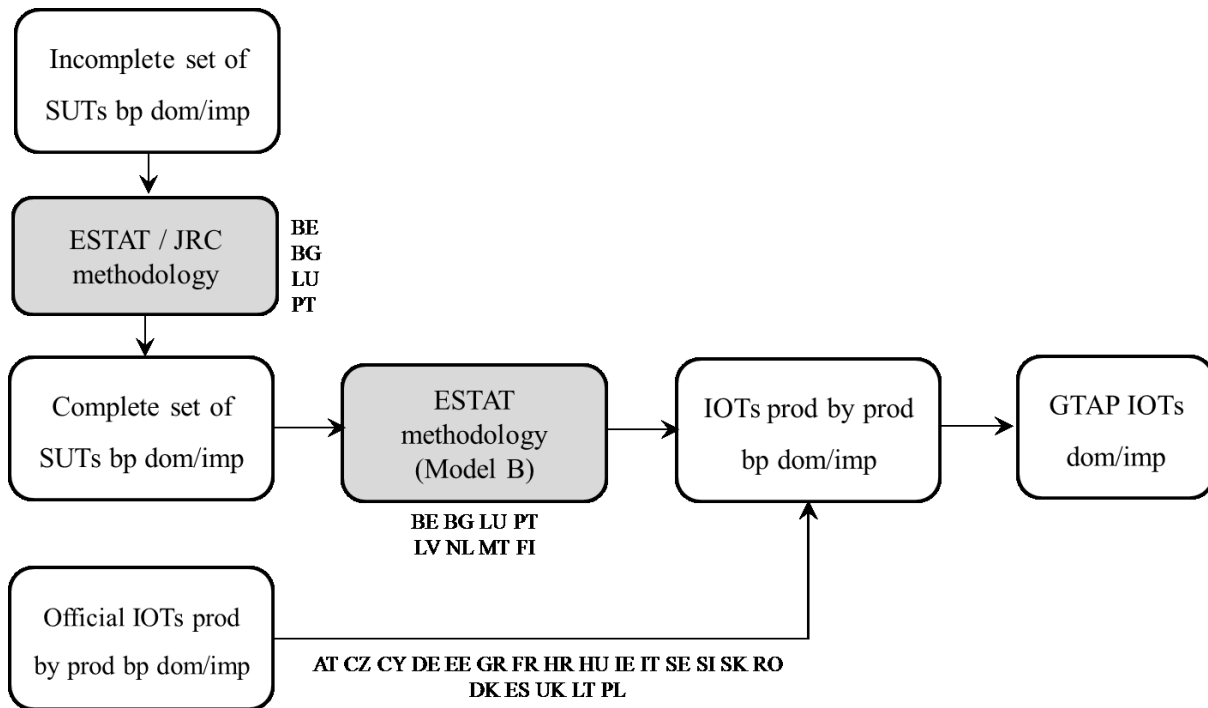 Incomplete set of
SUTs bp dom/imp
ESTAT / JRC
methodology
BE
BG
LU
PT
Complete set of
SUTs bp dom/imp
ESTAT
methodology
(Model B)
BE BG LU PT
LV NL MT FI
IOTs prod by prod
bp dom/imp
GTAP IOTs
dom/imp
Official IOTs prod
by prod bp dom/imp
AT CZ CY DE EE GR FR HR HU IE IT SE SI SK RO
DK ES UK LT PL